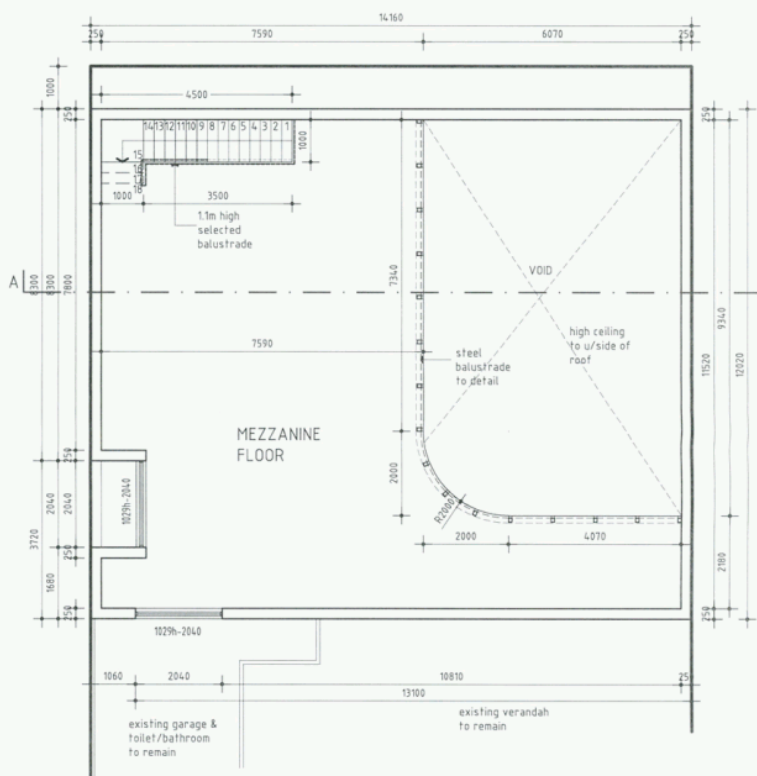 14160
250
7590
6070
250
1000
4500
250
14 13 12 11 10 9 8 7 6 5 4 3 2 1
1000
250
15
1000
3500
1.1m high
selected
balustrade
A
8300
8300
7800
7340
VOID
high ceiling
to u/side of
roof
9340
11520
12020
7590
steel
balustrade
to detail
MEZZANINE
FLOOR
250
2000
R2000
3720
2040
2040
1029h-2040
2000
4070
250
1680
2180
250
250
1029h-2040
1060
2040
10810
13100
existing garage &
toilet/bathroom
to remain
existing verandah
to remain